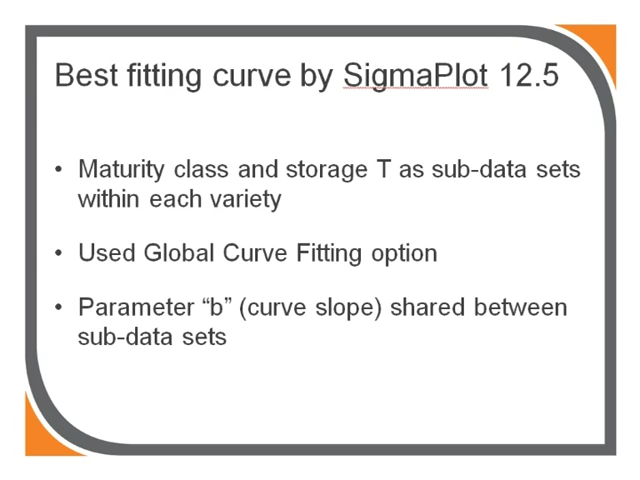 Best fitting curve by SigmaPlot 12.5
• Maturity class and storage T as sub-data sets
within each variety
• Used Global Curve Fitting option
• Parameter “b” (curve slope) shared between
sub-data sets